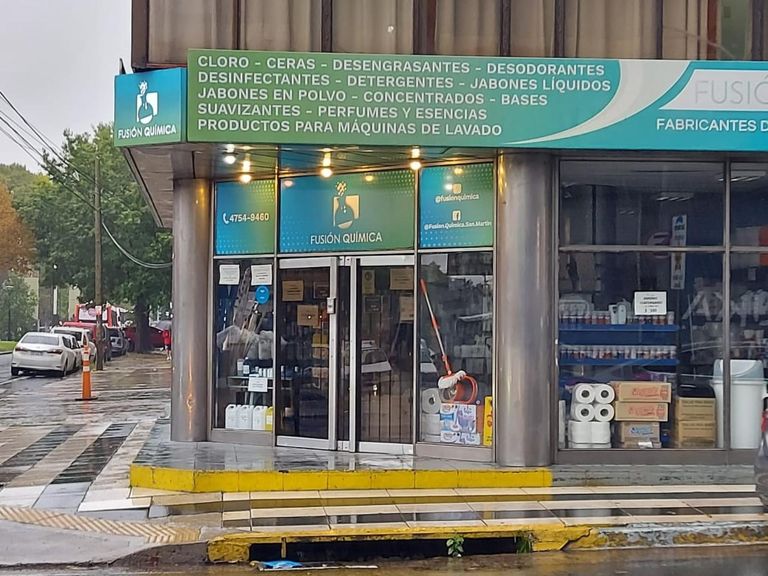 CLORO - CERAS - DESENGRASANTES - DESODORANTES
DESINFECTANTES - DETERGENTES - JABONES LÍQUIDOS
JABONES EN POLVO - CONCENTRADOS - BASES
SUAVIZANTES - PERFUMES Y ESENCIAS
PRODUCTOS PARA MÁQUINAS DE LAVADO
FUSIÓN QUÍMICA
FUSIÓ
FABRICANTES D
4754-9460
FUSIÓN QUÍMICA
@fusionquimica
@Fusion.Quimica.San.Martin